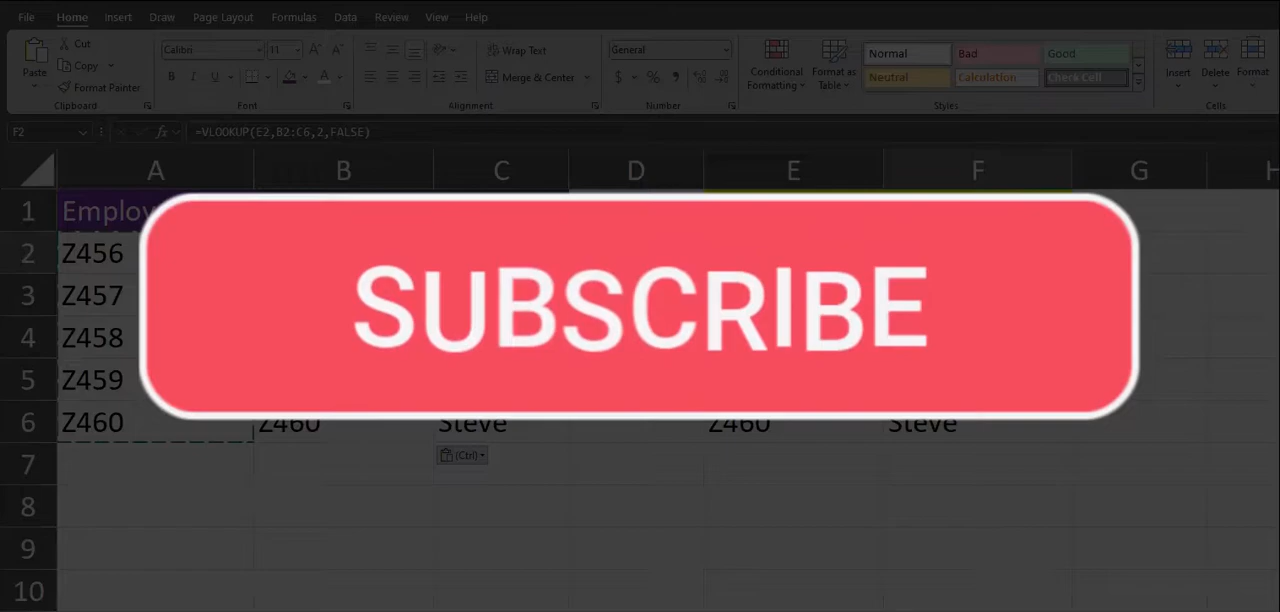 File Home Insert Draw Page Layout Formulas Data Review View Help
Paste Cut Copy Format Painter
Calibri 11 B I U A
Wrap Text Merge & Center
General $ % 9
Conditional Formatting Format as Table
Normal Bad Good
Neutral Calculation Check Cell
Insert Delete Format
Clipboard Font Alignment Number Styles Cells
F2 fx =VLOOKUP(E2,B2:C6,2,FALSE)
A B C D E F G H
1 Employ
2 Z456
3 Z457
4 Z458
5 Z459
6 Z460 Z460 Steve Z460 Steve
7 (Ctrl)
8
9
10
SUBSCRIBE